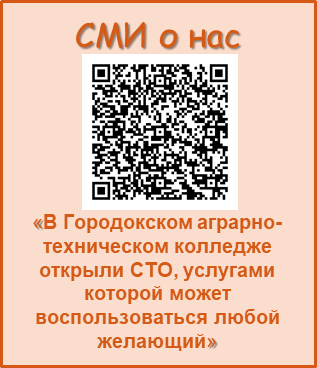 СМИ о нас
«В Городокском аграрно-
техническом колледже
открыли СТО, услугами
которой может
воспользоваться любой
желающий»